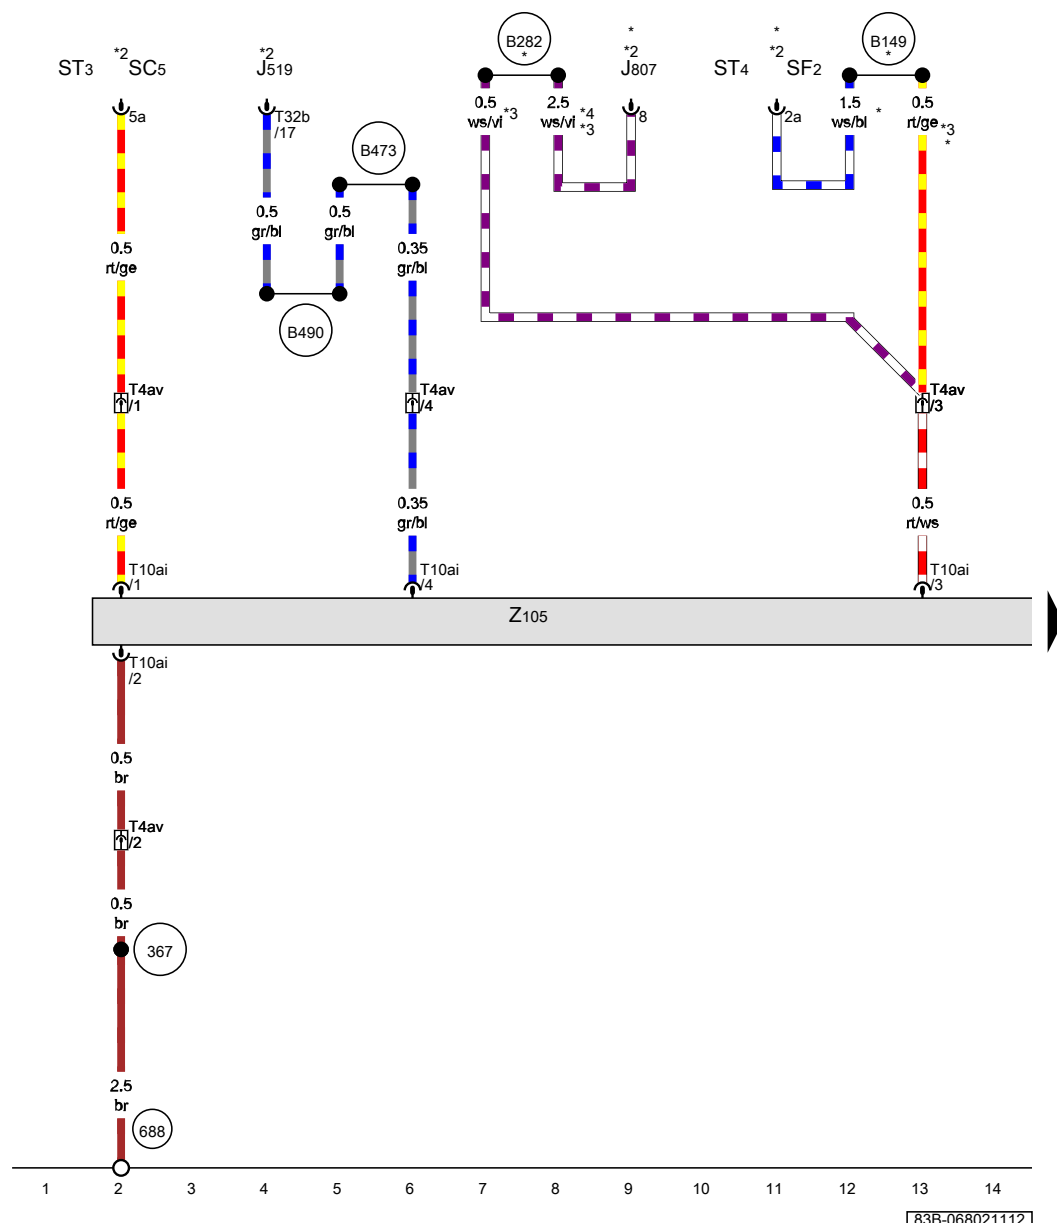 B282
*
B149
*
*2
*2
*
*2
*
*2
ST3
SC5
J519
J807
ST4
SF2
5a
T32b
/17
0.5
ws/vi
*3
2.5
ws/vi
*4
*3
8
2a
1.5
ws/bl
*
0.5
rt/ge
*3
*
B473
0.5
gr/bl
0.5
gr/bl
0.5
rt/ge
0.35
gr/bl
B490
T4av
/1
T4av
/4
T4av
/3
0.5
rt/ge
0.35
gr/bl
0.5
rt/ws
T10ai
/1
T10ai
/4
T10ai
/3
Z105
T10ai
/2
0.5
br
T4av
/2
0.5
br
367
2.5
br
688
1 2 3 4 5 6 7 8 9 10 11 12 13 14
83B-068021112